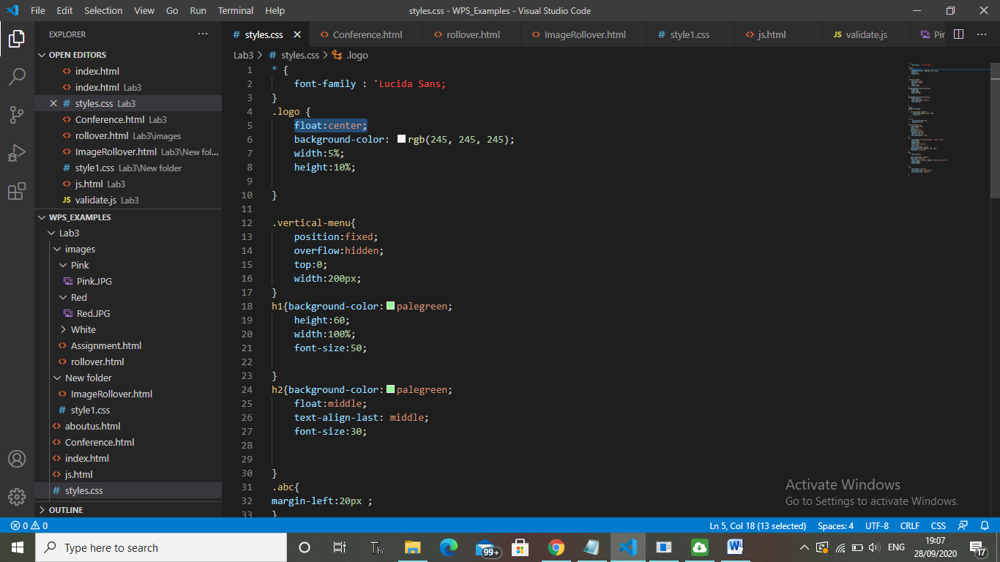 File Edit Selection View Go Run Terminal Help
styles.css - WPS_Examples - Visual Studio Code
EXPLORER
OPEN EDITORS
index.html
index.html Lab3
styles.css Lab3
Conference.html Lab3
rollover.html Lab3\images
ImageRollover.html Lab3\New fol...
style1.css Lab3\New folder
js.html Lab3
JS validate.js Lab3
WPS_EXAMPLES
Lab3
images
Pink
Pink.JPG
Red
Red.JPG
White
Assignment.html
rollover.html
New folder
ImageRollover.html
# style1.css
aboutus.html
Conference.html
index.html
js.html
# styles.css
OUTLINE
# styles.css Conference.html rollover.html ImageRollover.html # style1.css js.html JS validate.js Pir
Lab3 > # styles.css > .logo
1 * {
2 font-family : 'Lucida Sans;
3 }
4 .logo {
5 float:center;
6 background-color: rgb(245, 245, 245);
7 width:5%;
8 height:10%;
9
10 }
11
12 .vertical-menu{
13 position:fixed;
14 overflow:hidden;
15 top:0;
16 width:200px;
17 }
18 h1{background-color: palegreen;
19 height:60;
20 width:100%;
21 font-size:50;
22
23 }
24 h2{background-color: palegreen;
25 float:middle;
26 text-align-last: middle;
27 font-size:30;
28
29
30 }
31 .abc{
32 margin-left:20px ;
33 }
Activate Windows
Go to Settings to activate Windows.
0 0
Ln 5, Col 18 (13 selected) Spaces: 4 UTF-8 CRLF CSS
Type here to search
99+
ENG
19:07
28/09/2020
17